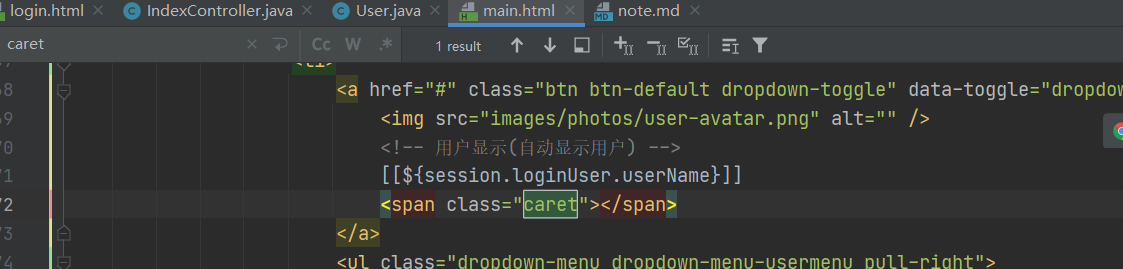 login.html IndexController.java User.java main.html note.md
caret Cc W .* 1 result
<li>
68 <a href="#" class="btn btn-default dropdown-toggle" data-toggle="dropdow
69 <img src="images/photos/user-avatar.png" alt="" />
70 <!-- 用户显示(自动显示用户) -->
71 [[${session.loginUser.userName}]]
72 <span class="caret"></span>
73 </a>
74 <ul class="dropdown-menu dropdown-menu-usermenu pull-right">